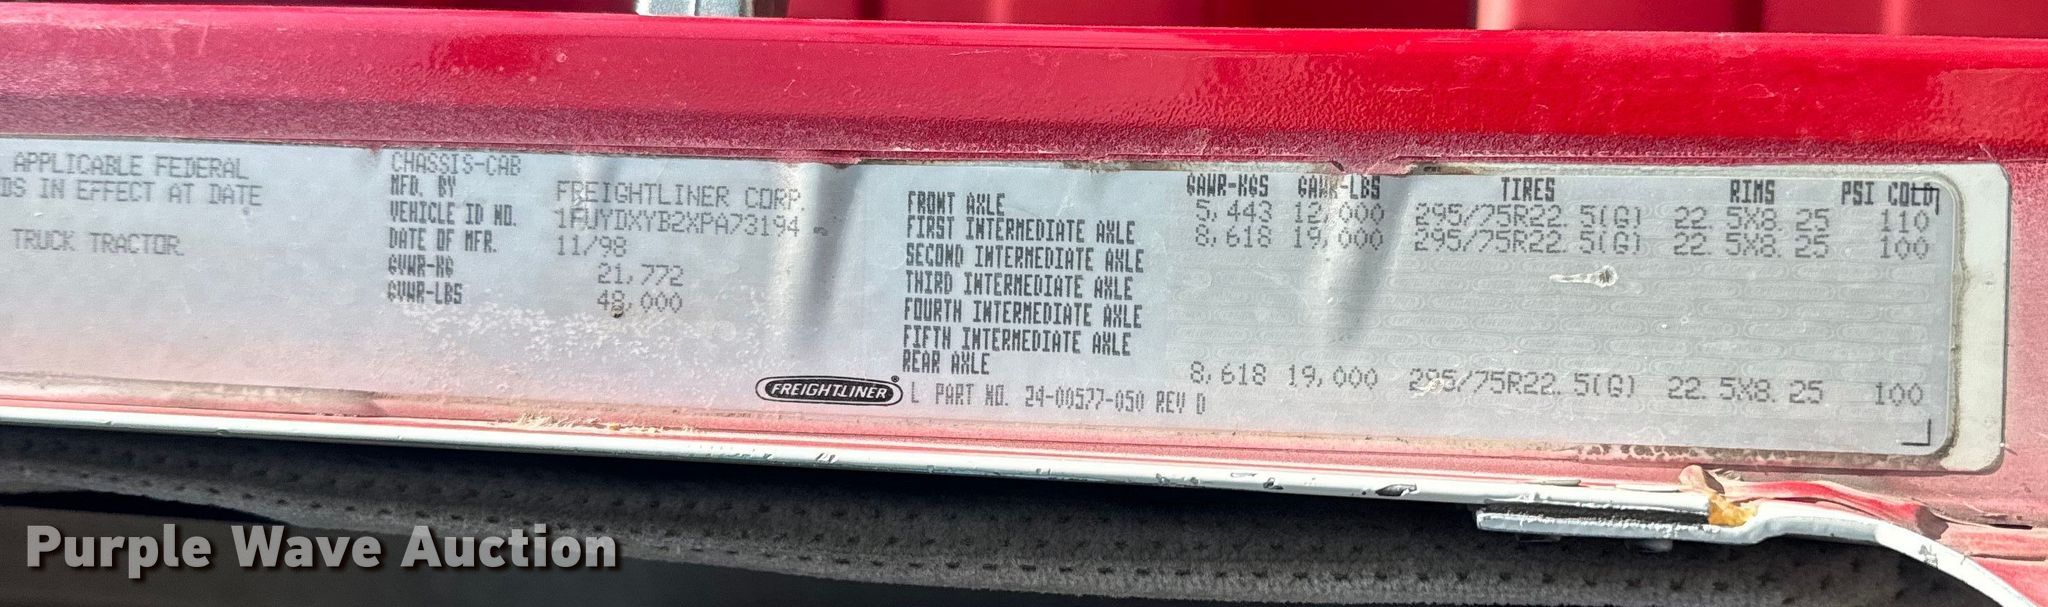 APPLICABLE FEDERAL
DS IN EFFECT AT DATE
TRUCK TRACTOR
CHASSIS-CAB
MFD. BY FREIGHTLINER CORP.
VEHICLE ID NO. 1FUYDXYB2XPA73194
DATE OF MFR. 11/98
GVWR-KG 21,772
GVWR-LBS 48,000
GAWR-KGS GAWR-LBS TIRES RIMS PSI COLD
FRONT AXLE 5,443 12,000 295/75R22.5(G) 22.5X8.25 110
FIRST INTERMEDIATE AXLE 8,618 19,000 295/75R22.5(G) 22.5X8.25 100
SECOND INTERMEDIATE AXLE
THIRD INTERMEDIATE AXLE
FOURTH INTERMEDIATE AXLE
FIFTH INTERMEDIATE AXLE
REAR AXLE 8,618 19,000 295/75R22.5(G) 22.5X8.25 100
FREIGHTLINER® L PART NO. 24-00577-050 REV D
Purple Wave Auction